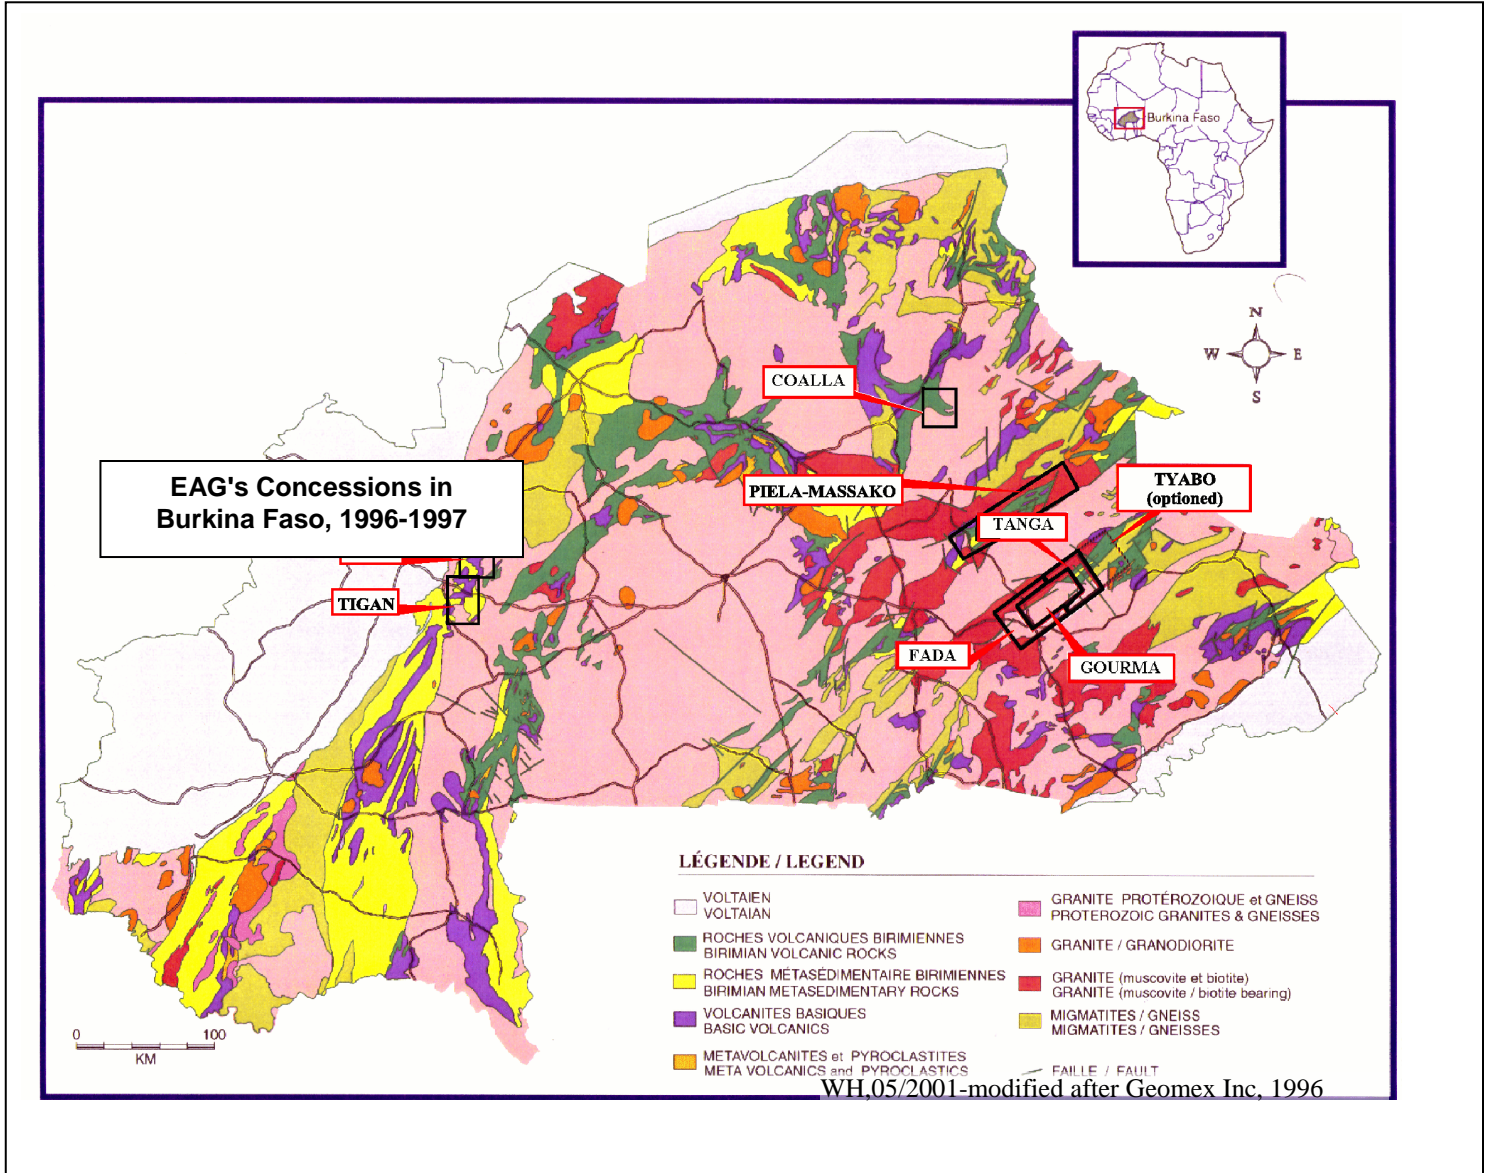 Burkina Faso
N
W E
S
COALLA
EAG's Concessions in
Burkina Faso, 1996-1997
PIELA-MASSAKO
TYABO
(optioned)
TANGA
TIGAN
FADA
GOURMA
LÉGENDE / LEGEND
VOLTAIEN
VOLTAIAN
ROCHES VOLCANIQUES BIRIMIENNES
BIRIMIAN VOLCANIC ROCKS
ROCHES MÉTASÉDIMENTAIRE BIRIMIENNES
BIRIMIAN METASEDIMENTARY ROCKS
VOLCANITES BASIQUES
BASIC VOLCANICS
METAVOLCANITES et PYROCLASTITES
META VOLCANICS and PYROCLASTICS
GRANITE PROTÉROZOIQUE et GNEISS
PROTEROZOIC GRANITES & GNEISSES
GRANITE / GRANODIORITE
GRANITE (muscovite et biotite)
GRANITE (muscovite / biotite bearing)
MIGMATITES / GNEISS
MIGMATITES / GNEISSES
FAILLE / FAULT
0 100
KM
WH,05/2001-modified after Geomex Inc, 1996